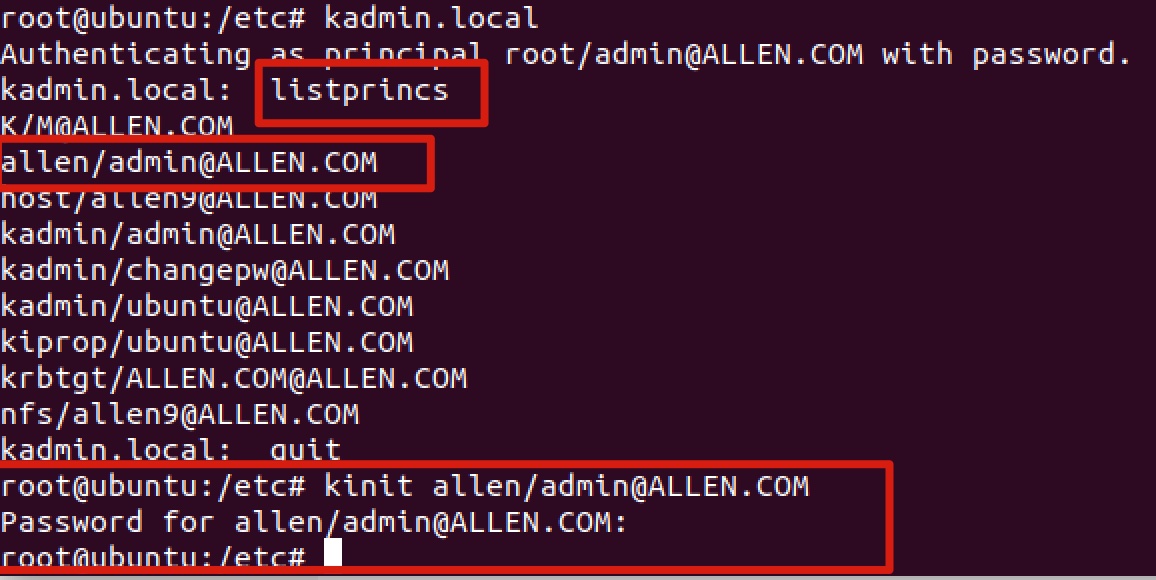 root@ubuntu:/etc# kadmin.local
Authenticating as principal root/admin@ALLEN.COM with password.
kadmin.local:  listprincs
K/M@ALLEN.COM
allen/admin@ALLEN.COM
host/allen9@ALLEN.COM
kadmin/admin@ALLEN.COM
kadmin/changepw@ALLEN.COM
kadmin/ubuntu@ALLEN.COM
kiprop/ubuntu@ALLEN.COM
krbtgt/ALLEN.COM@ALLEN.COM
nfs/allen9@ALLEN.COM
kadmin.local:  quit
root@ubuntu:/etc# kinit allen/admin@ALLEN.COM
Password for allen/admin@ALLEN.COM:
root@ubuntu:/etc#